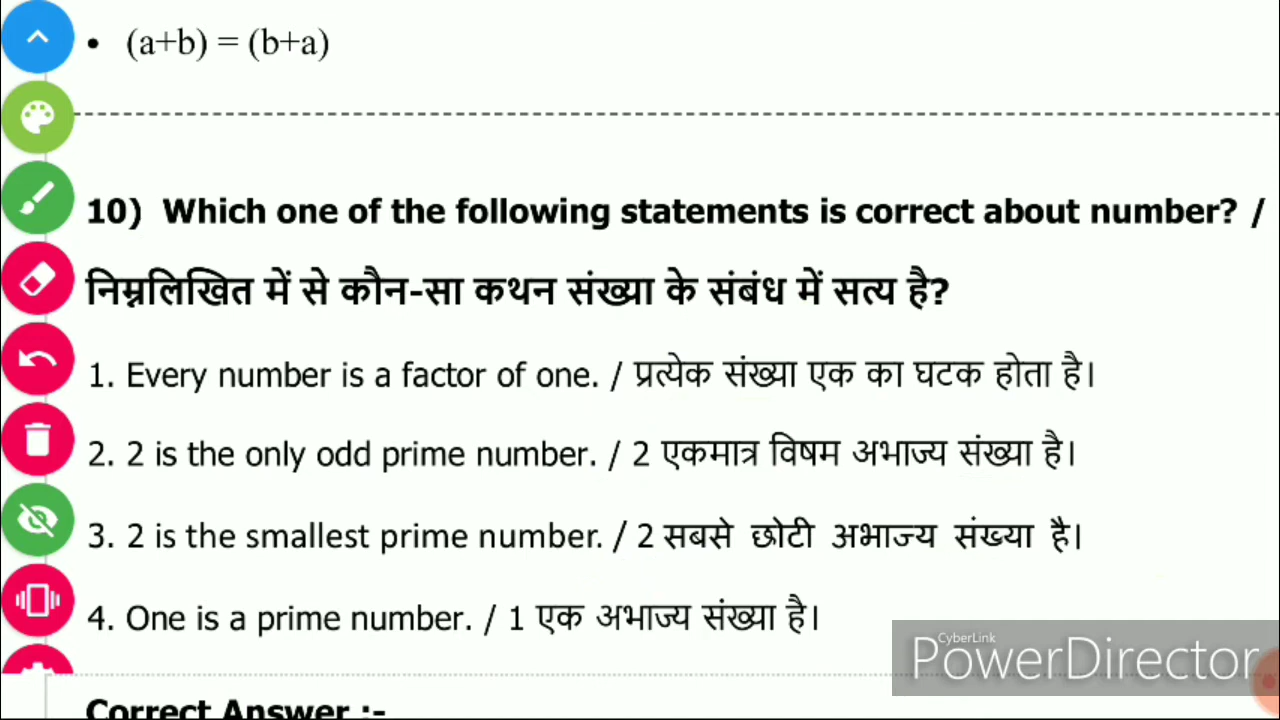 • (a+b) = (b+a)
10) Which one of the following statements is correct about number? /
निम्नलिखित में से कौन-सा कथन संख्या के संबंध में सत्य है?
1. Every number is a factor of one. / प्रत्येक संख्या एक का घटक होता है।
2. 2 is the only odd prime number. / 2 एकमात्र विषम अभाज्य संख्या है।
3. 2 is the smallest prime number. / 2 सबसे छोटी अभाज्य संख्या है।
4. One is a prime number. / 1 एक अभाज्य संख्या है।
CyberLink
PowerDirector
Correct Answer :-